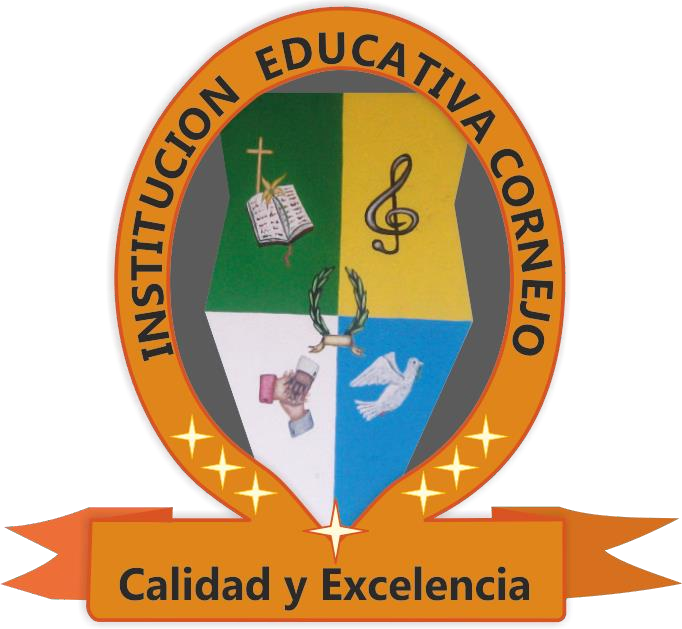 INSTITUCION EDUCATIVA CORNEJO
Calidad y Excelencia